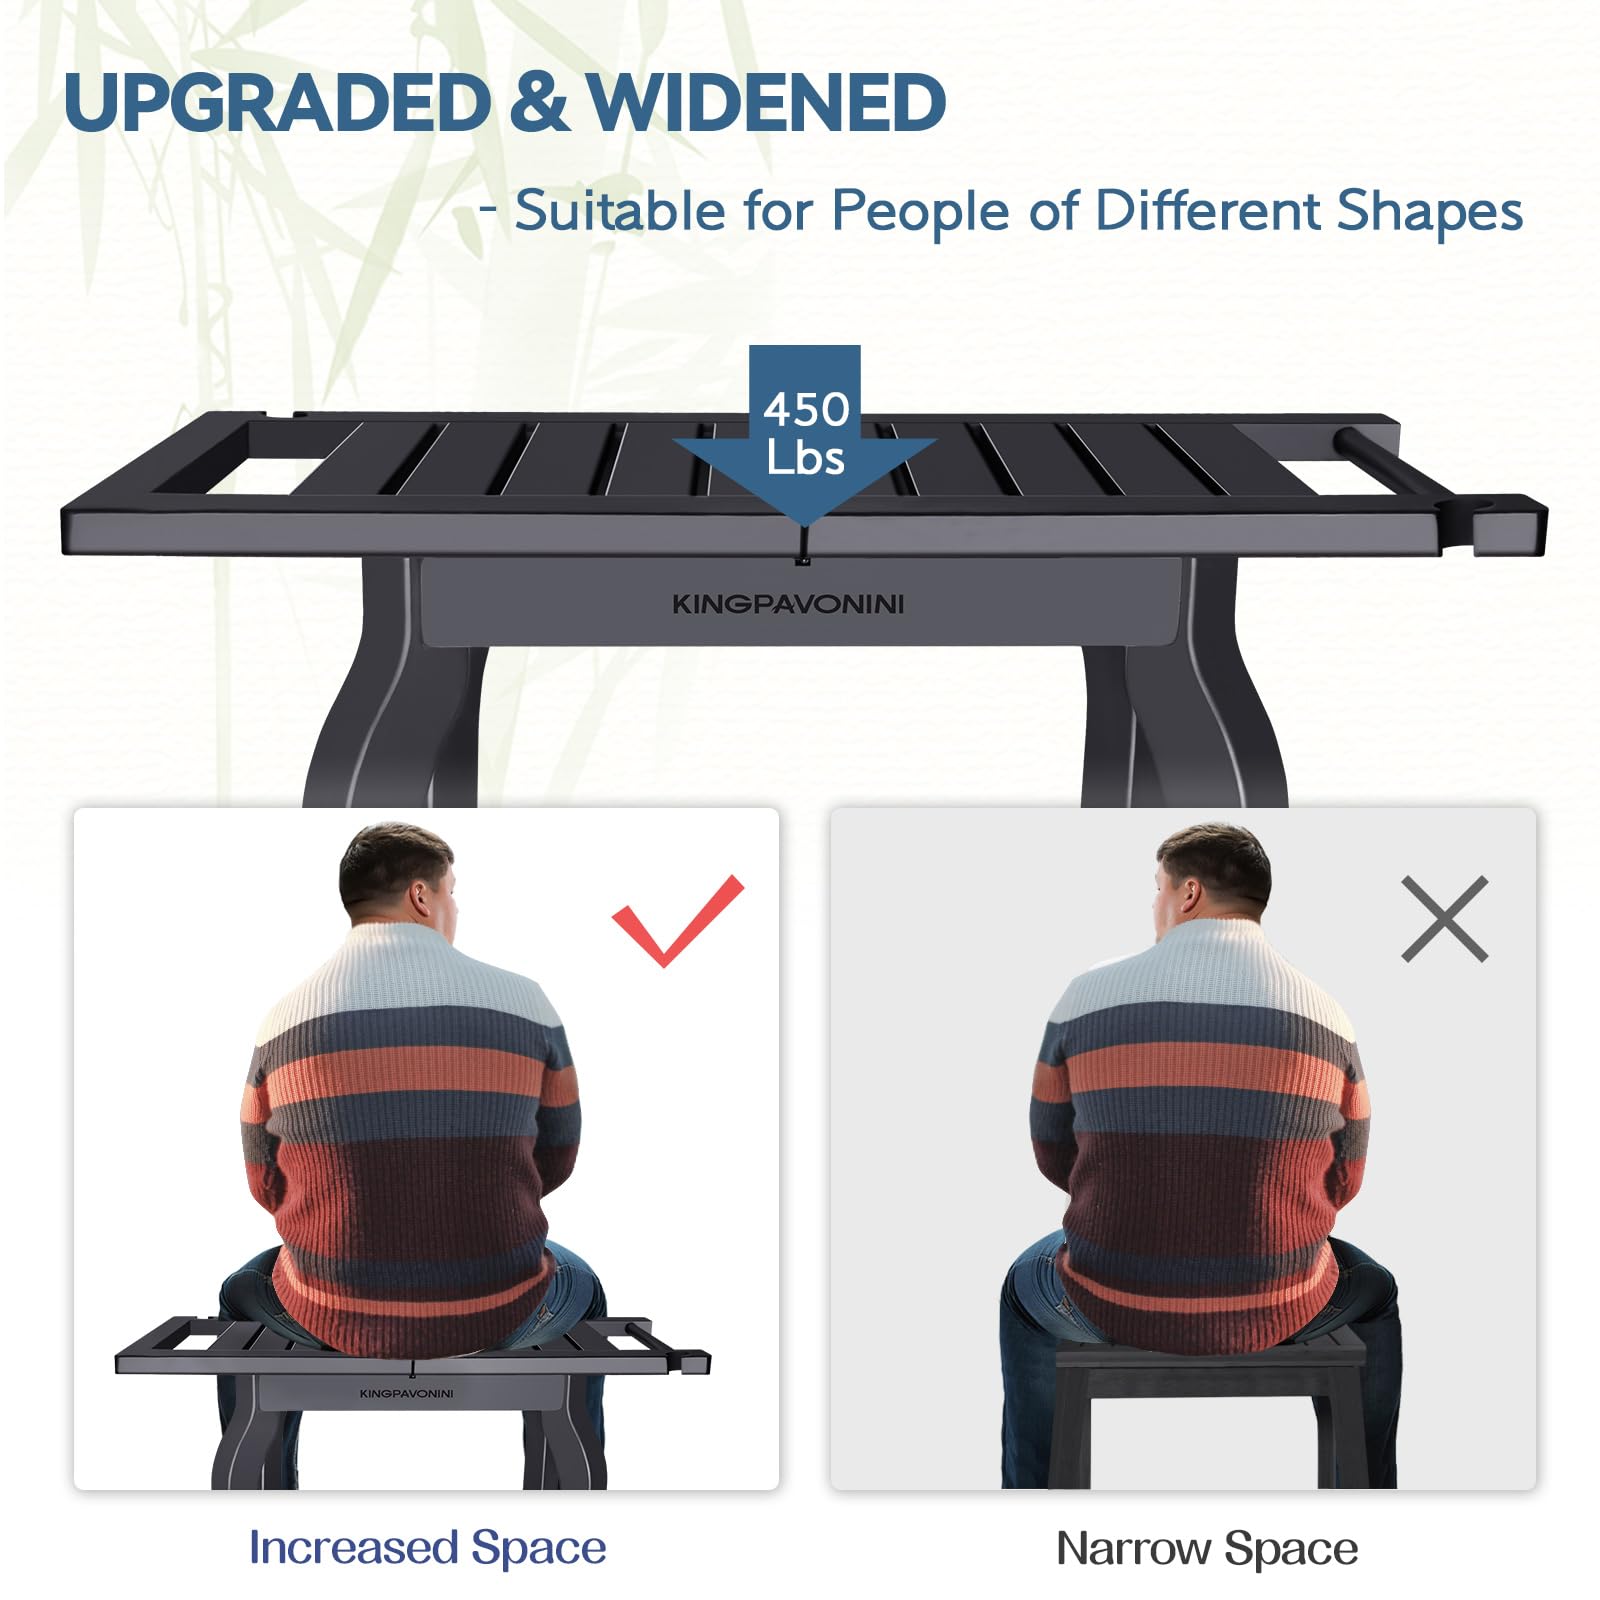 UPGRADED & WIDENED
- Suitable for People of Different Shapes
450
Lbs
KINGPAVONINI
KINGPAVONINI
Increased Space
Narrow Space